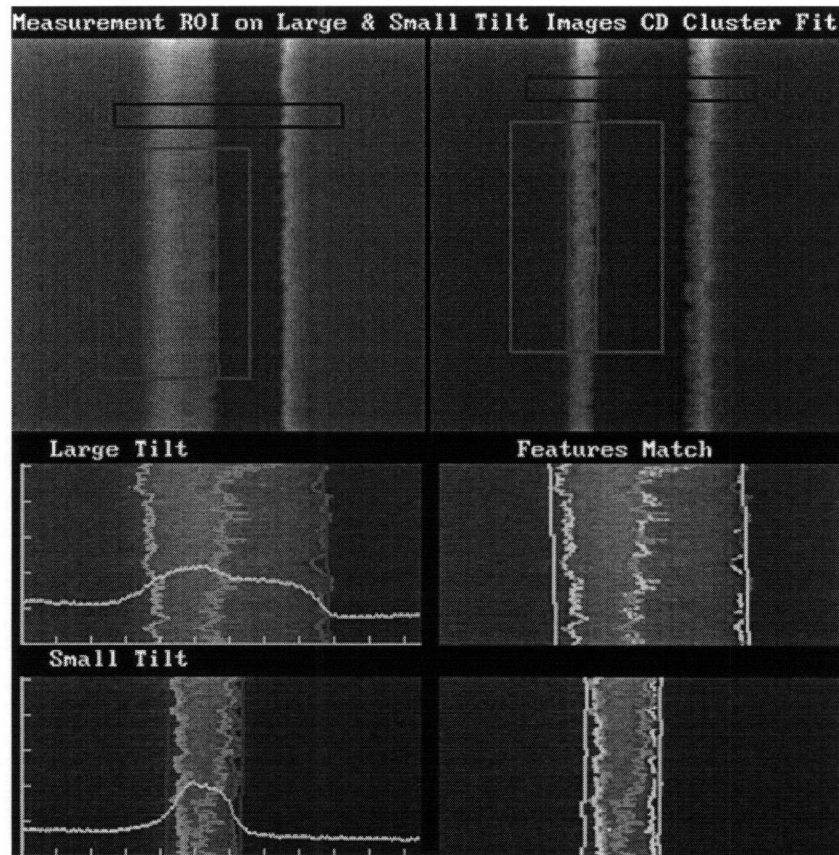 Measurement ROI on Large & Small Tilt Images CD Cluster Fit
Large Tilt
Features Match
Small Tilt